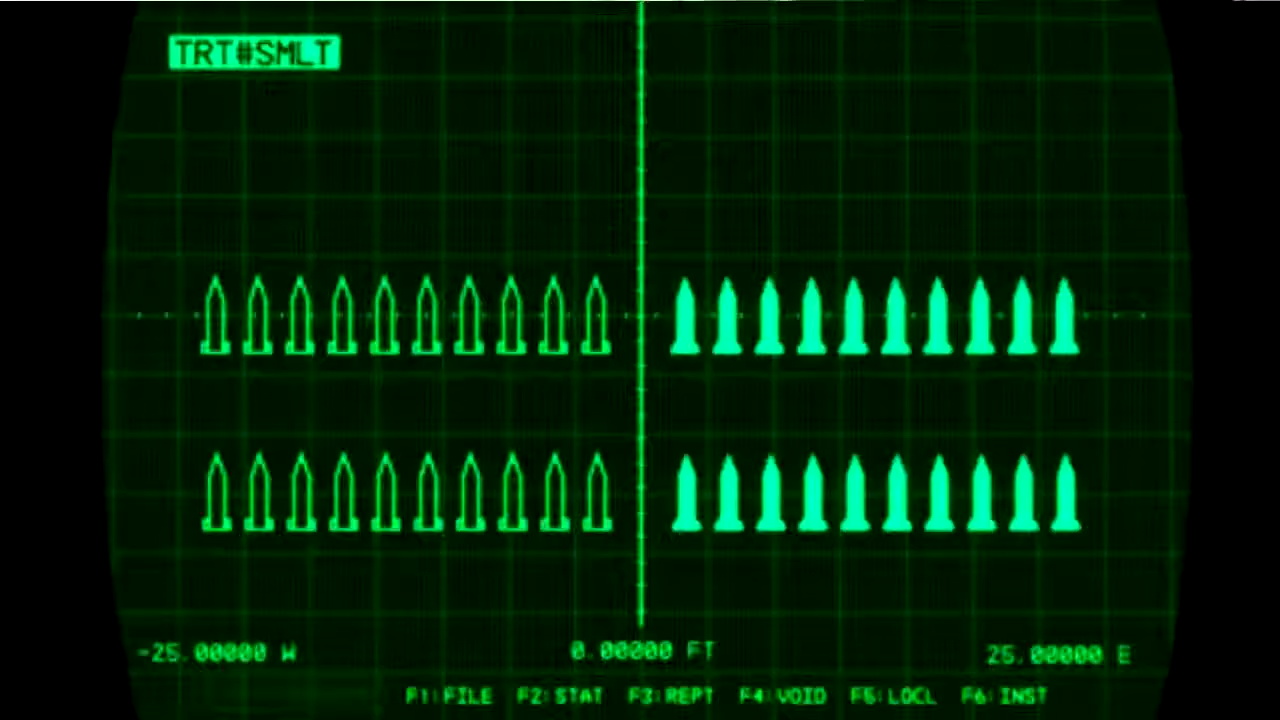 TRT#SMLT
-25.00000 W 0.00000 FT 25.00000 E
F1:FILE F2:STAT F3:REPT F4:VOID F5:LOCL F6:INST